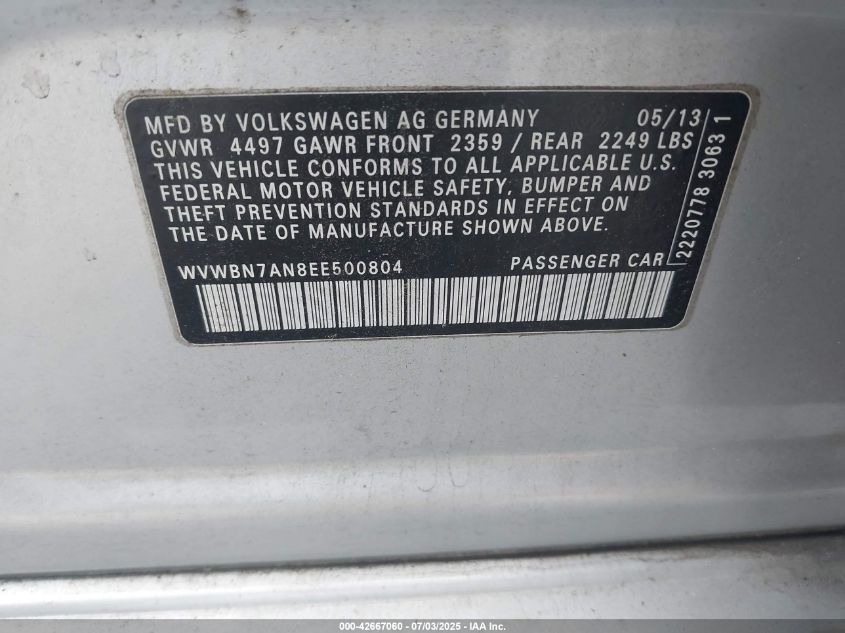 MFD BY VOLKSWAGEN AG GERMANY 05/13
GVWR 4497 GAWR FRONT 2359 / REAR 2249 LBS
THIS VEHICLE CONFORMS TO ALL APPLICABLE U.S.
FEDERAL MOTOR VEHICLE SAFETY, BUMPER AND
THEFT PREVENTION STANDARDS IN EFFECT ON
THE DATE OF MANUFACTURE SHOWN ABOVE.
WVWBN7AN8EE500804 PASSENGER CAR
2220778 3063 1
000-42667060 - 07/03/2025 - IAA Inc.